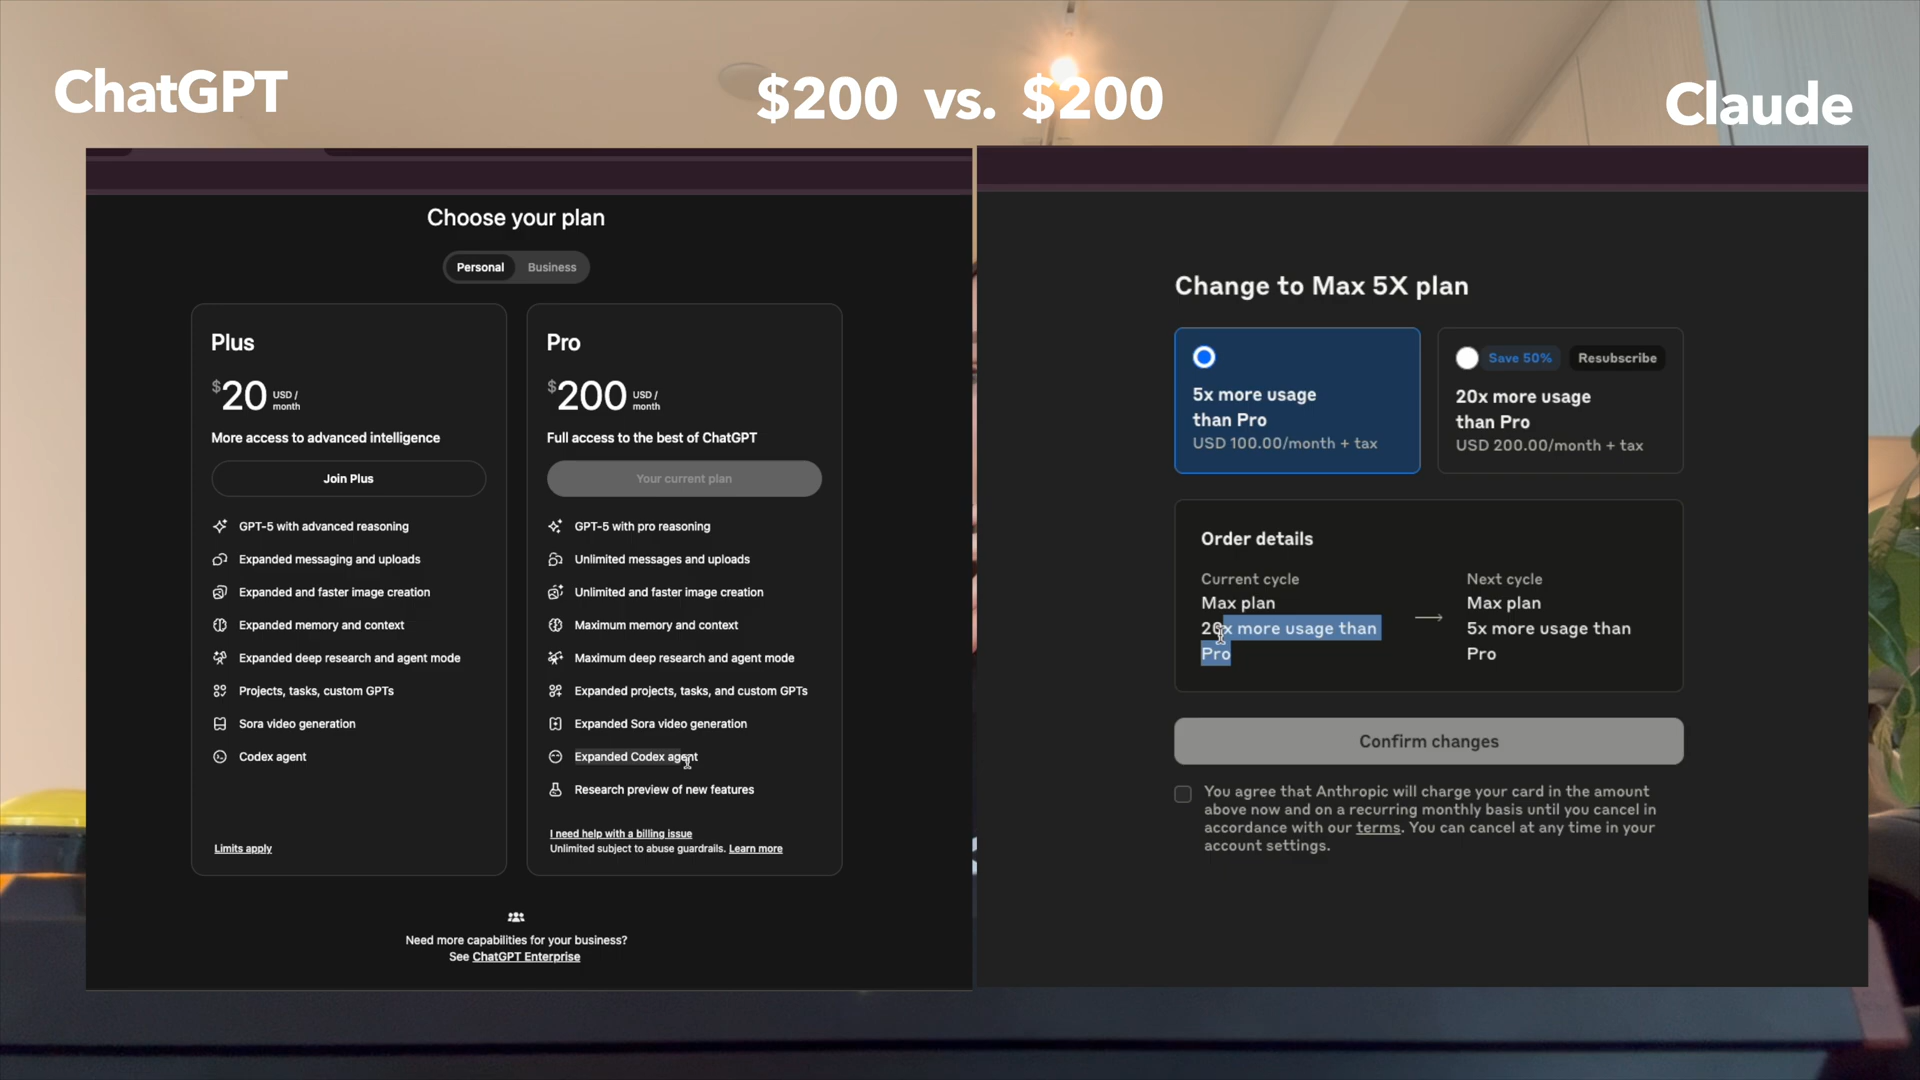 ChatGPT
$200 vs. $200
Claude
Choose your plan
Personal
Business
Plus
$20 USD /
month
More access to advanced intelligence
Join Plus
GPT-5 with advanced reasoning
Expanded messaging and uploads
Expanded and faster image creation
Expanded memory and context
Expanded deep research and agent mode
Projects, tasks, custom GPTs
Sora video generation
Codex agent
Limits apply
Pro
$200 USD /
month
Full access to the best of ChatGPT
Your current plan
GPT-5 with pro reasoning
Unlimited messages and uploads
Unlimited and faster image creation
Maximum memory and context
Maximum deep research and agent mode
Expanded projects, tasks, and custom GPTs
Expanded Sora video generation
Expanded Codex agent
Research preview of new features
I need help with a billing issue
Unlimited subject to abuse guardrails. Learn more
Need more capabilities for your business?
See ChatGPT Enterprise
Change to Max 5X plan
5x more usage
than Pro
USD 100.00/month + tax
Save 50%
Resubscribe
20x more usage
than Pro
USD 200.00/month + tax
Order details
Current cycle
Max plan
20x more usage than
Pro
Next cycle
Max plan
5x more usage than
Pro
Confirm changes
You agree that Anthropic will charge your card in the amount
above now and on a recurring monthly basis until you cancel in
accordance with our terms. You can cancel at any time in your
account settings.